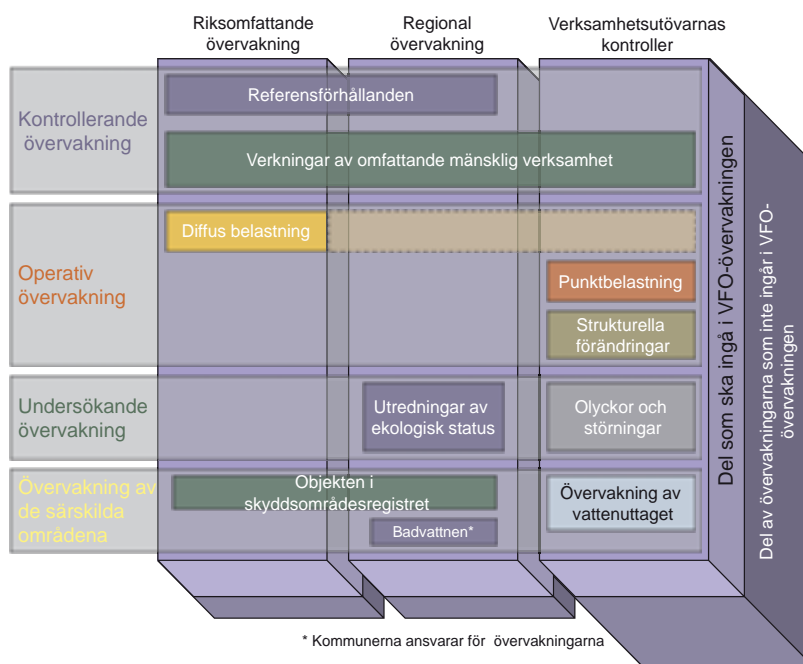 Riksomfattande
övervakning
Regional
övervakning
Verksamhetsutövarnas
kontroller
Kontrollerande
övervakning
Referensförhållanden
Verkningar av omfattande mänsklig verksamhet
Operativ
övervakning
Diffus belastning
Punktbelastning
Strukturella
förändringar
Undersökande
övervakning
Utredningar av
ekologisk status
Olyckor och
störningar
Övervakning av
de särskilda
områdena
Objekten i
skyddsområdesregistret
Badvattnen*
Övervakning av
vattenuttaget
Del som ska ingå i VFO-övervakningen
Del av övervakningarna som inte ingår i VFO-
övervakningen
* Kommunerna ansvarar för övervakningarna